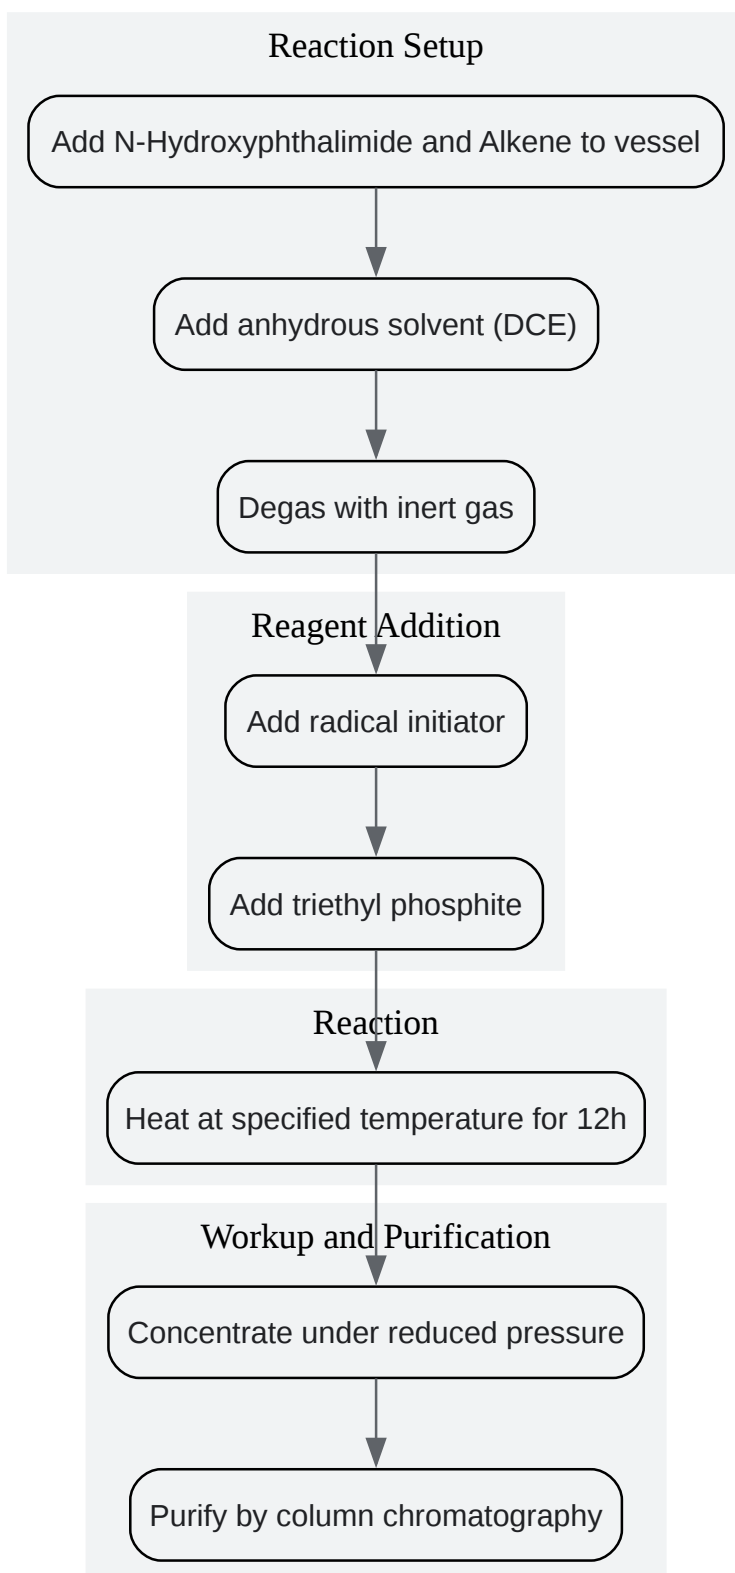 Reaction Setup
Add N-Hydroxyphthalimide and Alkene to vessel
Add anhydrous solvent (DCE)
Degas with inert gas
Reagent Addition
Add radical initiator
Add triethyl phosphite
Reaction
Heat at specified temperature for 12h
Workup and Purification
Concentrate under reduced pressure
Purify by column chromatography